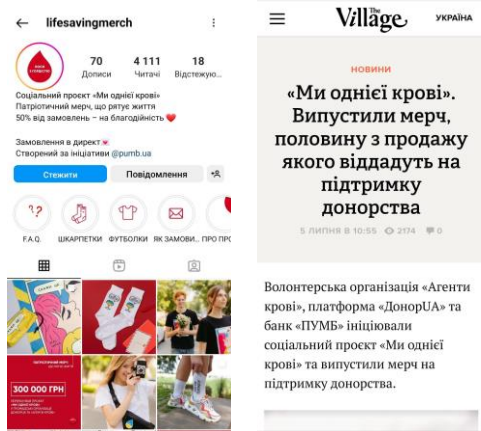 lifesavingmerch
70
4 111
18
Дописи
Читачі
Відстежую...
Соціальний проєкт «Ми однієї крові»
Патріотичний мерч, що рятує життя
50% від замовлень – на благодійність ❤️
Замовлення в директ 💌
Створений за ініціативи @pumb.ua
Стежити
Повідомлення
F.A.Q.
ШКАРПЕТКИ
ФУТБОЛКИ
ЯК ЗАМОВИ...
ПРО ПРО
300 000 ГРН
The Village
УКРАЇНА
НОВИНИ
«Ми однієї крові».
Випустили мерч,
половину з продажу
якого віддадуть на
підтримку
донорства
5 ЛИПНЯ В 10:55
2174
0
Волонтерська організація «Агенти
крові», платформа «ДонорUA» та
банк «ПУМБ» ініціювали
соціальний проєкт «Ми однієї
крові» та випустили мерч на
підтримку донорства.